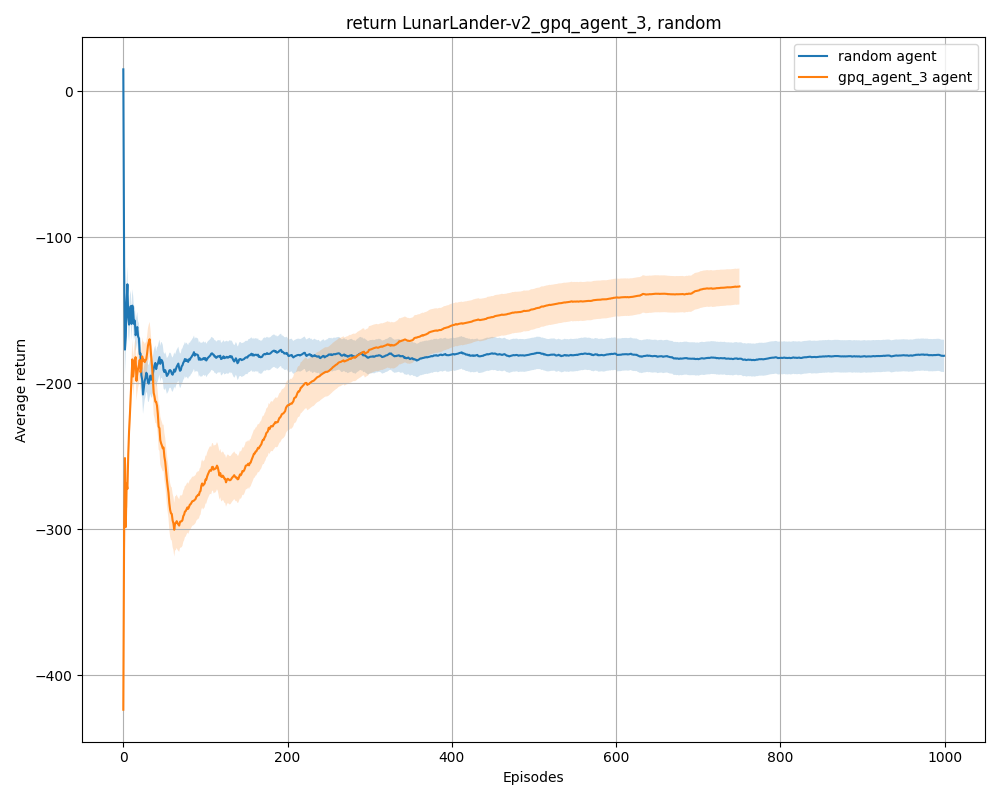 return LunarLander-v2_gpq_agent_3, random
random agent
gpq_agent_3 agent
Average return
0
−100
−200
−300
−400
0
200
400
600
800
1000
Episodes